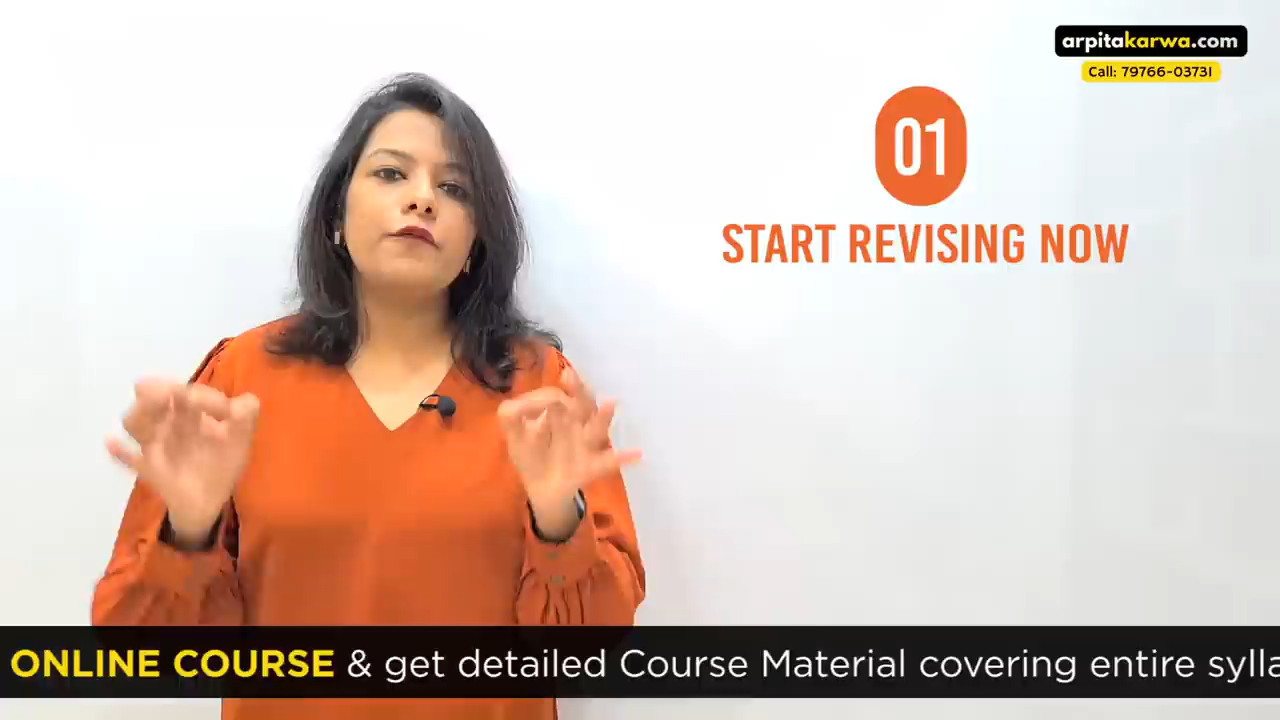 arpitakarwa.com
Call: 79766-03731
01
START REVISING NOW
ONLINE COURSE & get detailed Course Material covering entire sylla